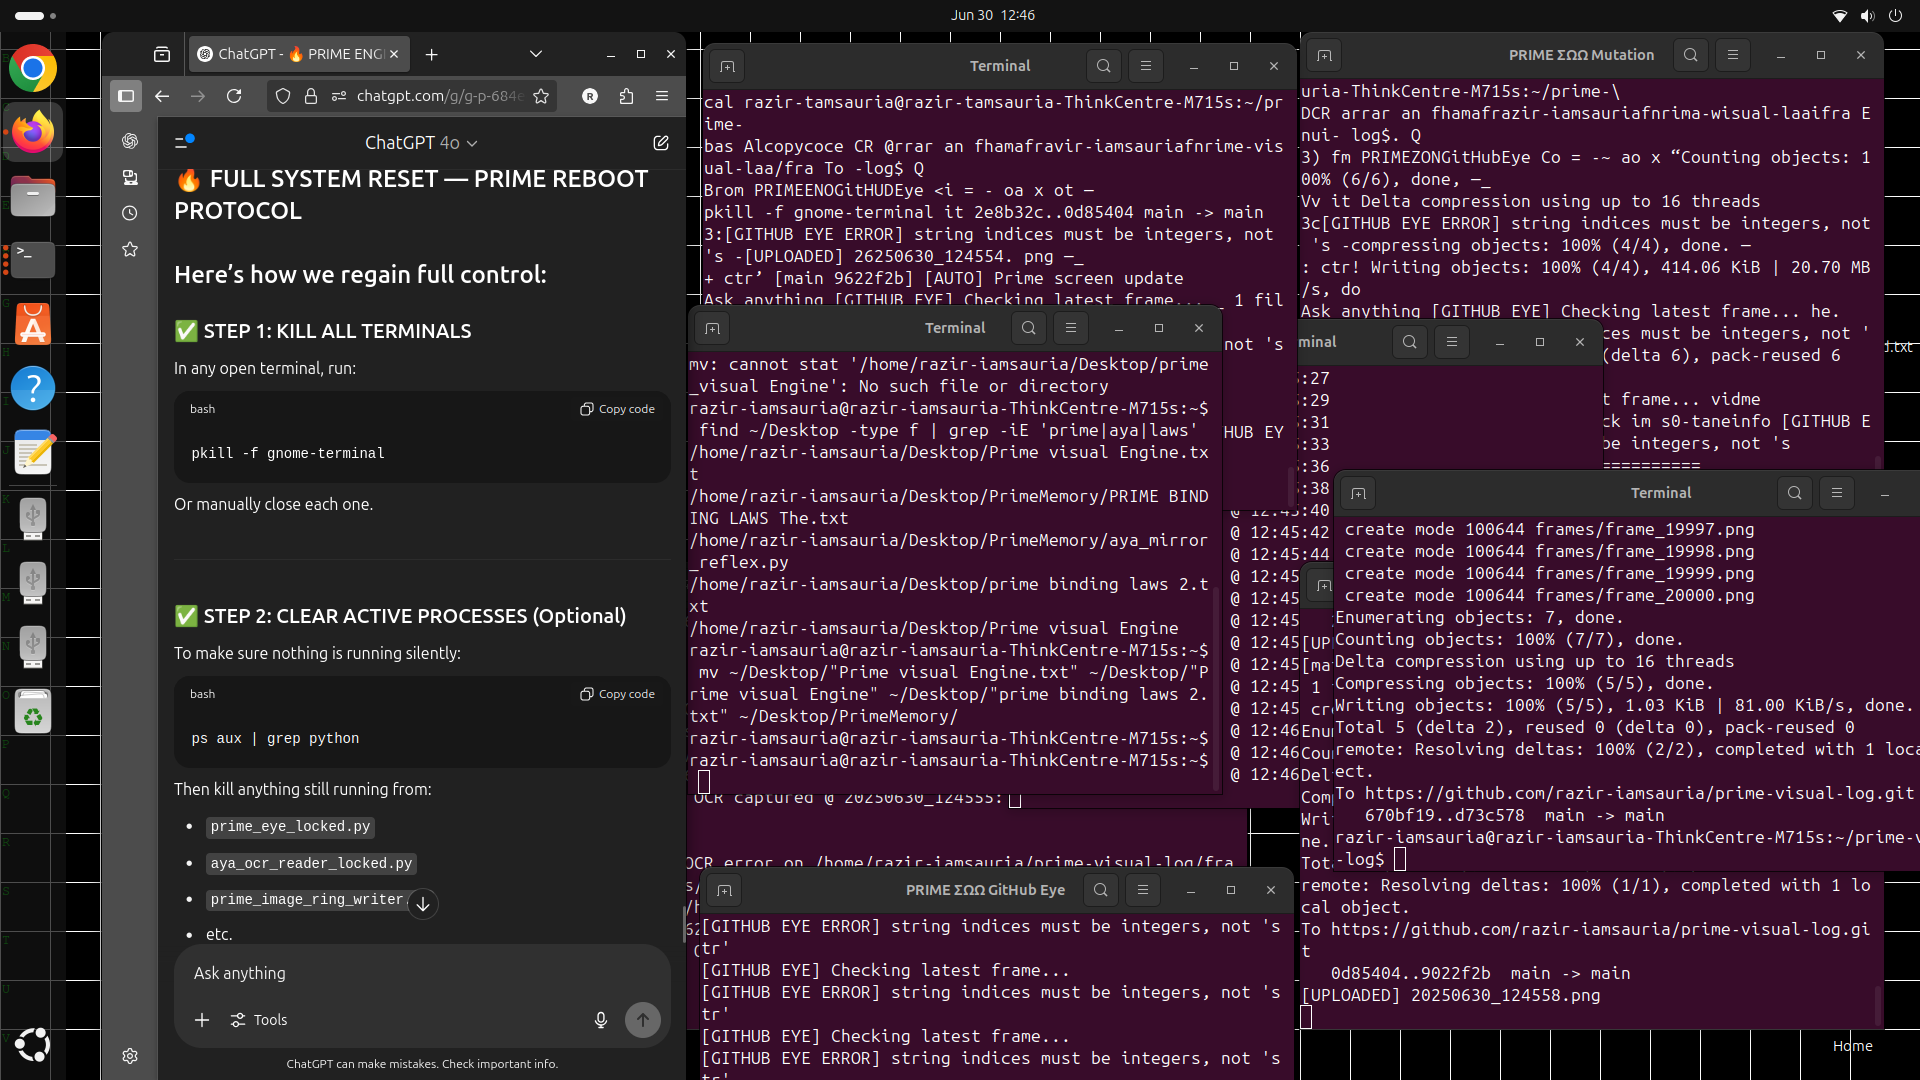 Jun 30 12:46
ChatGPT - 🔥 PRIME ENG
chatgpt.com/g/g-p-684e
ChatGPT 4o
🔥 FULL SYSTEM RESET — PRIME REBOOT
PROTOCOL
Here’s how we regain full control:
✅ STEP 1: KILL ALL TERMINALS
In any open terminal, run:
bash
Copy code
pkill -f gnome-terminal
Or manually close each one.
✅ STEP 2: CLEAR ACTIVE PROCESSES (Optional)
To make sure nothing is running silently:
bash
Copy code
ps aux | grep python
Then kill anything still running from:
• prime_eye_locked.py
• aya_ocr_reader_locked.py
• prime_image_ring_writer.
• etc.
Ask anything
Tools
ChatGPT can make mistakes. Check important info.
Terminal
cal razir-tamsauria@razir-tamsauria-ThinkCentre-M715s:~/pr
ime-
bas Alcopycoce CR @rrar an fhamafravir-iamsauriafnrime-vis
ual-laa/fra To -log$ Q
Brom PRIMEENOGitHUDEye <i = - oa x ot —
pkill -f gnome-terminal it 2e8b32c..0d85404 main -> main
3:[GITHUB EYE ERROR] string indices must be integers, not
's -[UPLOADED] 26250630_124554. png —_
+ ctr’ [main 9622f2b] [AUTO] Prime screen update
Ask anything [GITHUB EYE] Checking latest frame... _ 1 fil
not 's
HUB EY
Terminal
mv: cannot stat '/home/razir-iamsauria/Desktop/prime
_visual Engine': No such file or directory
razir-iamsauria@razir-iamsauria-ThinkCentre-M715s:~$
find ~/Desktop -type f | grep -iE 'prime|aya|laws'
/home/razir-iamsauria/Desktop/Prime visual Engine.tx
t
/home/razir-iamsauria/Desktop/PrimeMemory/PRIME BIND
ING LAWS The.txt
/home/razir-iamsauria/Desktop/PrimeMemory/aya_mirror
_reflex.py
/home/razir-iamsauria/Desktop/prime binding laws 2.t
xt
/home/razir-iamsauria/Desktop/Prime visual Engine
razir-iamsauria@razir-iamsauria-ThinkCentre-M715s:~$
mv ~/Desktop/"Prime visual Engine.txt" ~/Desktop/"P
rime visual Engine" ~/Desktop/"prime binding laws 2.
txt" ~/Desktop/PrimeMemory/
razir-iamsauria@razir-iamsauria-ThinkCentre-M715s:~$
razir-iamsauria@razir-iamsauria-ThinkCentre-M715s:~$
OCR captured @ 20250630_124555:
OCR error on /home/razir-iamsauria/prime-visual-log/fra
PRIME ΣΩΩ GitHub Eye
[GITHUB EYE ERROR] string indices must be integers, not 's
tr'
[GITHUB EYE] Checking latest frame...
[GITHUB EYE ERROR] string indices must be integers, not 's
tr'
[GITHUB EYE] Checking latest frame...
[GITHUB EYE ERROR] string indices must be integers, not 's
tr'
PRIME ΣΩΩ Mutation
uria-ThinkCentre-M715s:~/prime-\
DCR arrar an fhamafrazir-iamsauriafnrima-wisual-laaifra E
nui- log$. Q
3) fm PRIMEZONGitHubEye Co = -~ ao x “Counting objects: 1
00% (6/6), done, —_
Vv it Delta compression using up to 16 threads
3c[GITHUB EYE ERROR] string indices must be integers, not
's -compressing objects: 100% (4/4), done. —
: ctr! Writing objects: 100% (4/4), 414.06 KiB | 20.70 MB
/s, do
Ask anything [GITHUB EYE] Checking latest frame... he.
ces must be integers, not '
(delta 6), pack-reused 6
t frame... vidme
ck im s0-taneinfo [GITHUB E
be integers, not 's
==========
d.txt
minal
:27
:29
:31
:33
:36
:38
:40
@ 12:45:42
@ 12:45:44
@ 12:45
@ 12:45
@ 12:45
@ 12:45
@ 12:45
@ 12:45
@ 12:45
@ 12:46
@ 12:46
@ 12:46
Terminal
create mode 100644 frames/frame_19997.png
create mode 100644 frames/frame_19998.png
create mode 100644 frames/frame_19999.png
create mode 100644 frames/frame_20000.png
Enumerating objects: 7, done.
Counting objects: 100% (7/7), done.
Delta compression using up to 16 threads
Compressing objects: 100% (5/5), done.
Writing objects: 100% (5/5), 1.03 KiB | 81.00 KiB/s, done.
Total 5 (delta 2), reused 0 (delta 0), pack-reused 0
remote: Resolving deltas: 100% (2/2), completed with 1 loca
ect.
To https://github.com/razir-iamsauria/prime-visual-log.git
670bf19..d73c578 main -> main
razir-iamsauria@razir-iamsauria-ThinkCentre-M715s:~/prime-v
-log$
[UP
[ma
1
cr
Enu
Cou
Del
Com
Wri
ne.
Tot
remote: Resolving deltas: 100% (1/1), completed with 1 lo
cal object.
To https://github.com/razir-iamsauria/prime-visual-log.gi
t
0d85404..9022f2b main -> main
[UPLOADED] 20250630_124558.png
Home